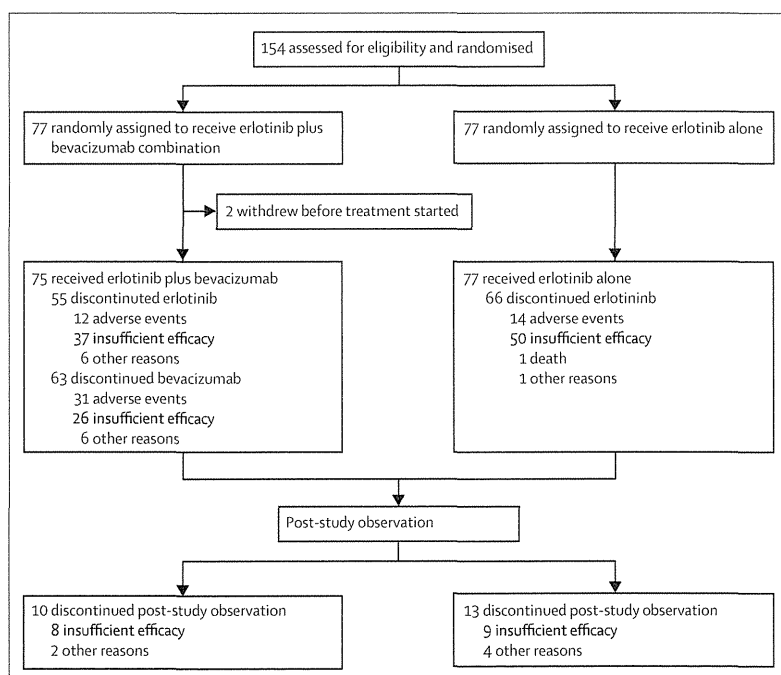 154 assessed for eligibility and randomised
77 randomly assigned to receive erlotinib plus
bevacizumab combination
77 randomly assigned to receive erlotinib alone
2 withdrew before treatment started
75 received erlotinib plus bevacizumab
55 discontinuted erlotinib
12 adverse events
37 insufficient efficacy
6 other reasons
63 discontinued bevacizumab
31 adverse events
26 insufficient efficacy
6 other reasons
77 received erlotinib alone
66 discontinued erlotininb
14 adverse events
50 insufficient efficacy
1 death
1 other reasons
Post-study observation
10 discontinued post-study observation
8 insufficient efficacy
2 other reasons
13 discontinued post-study observation
9 insufficient efficacy
4 other reasons